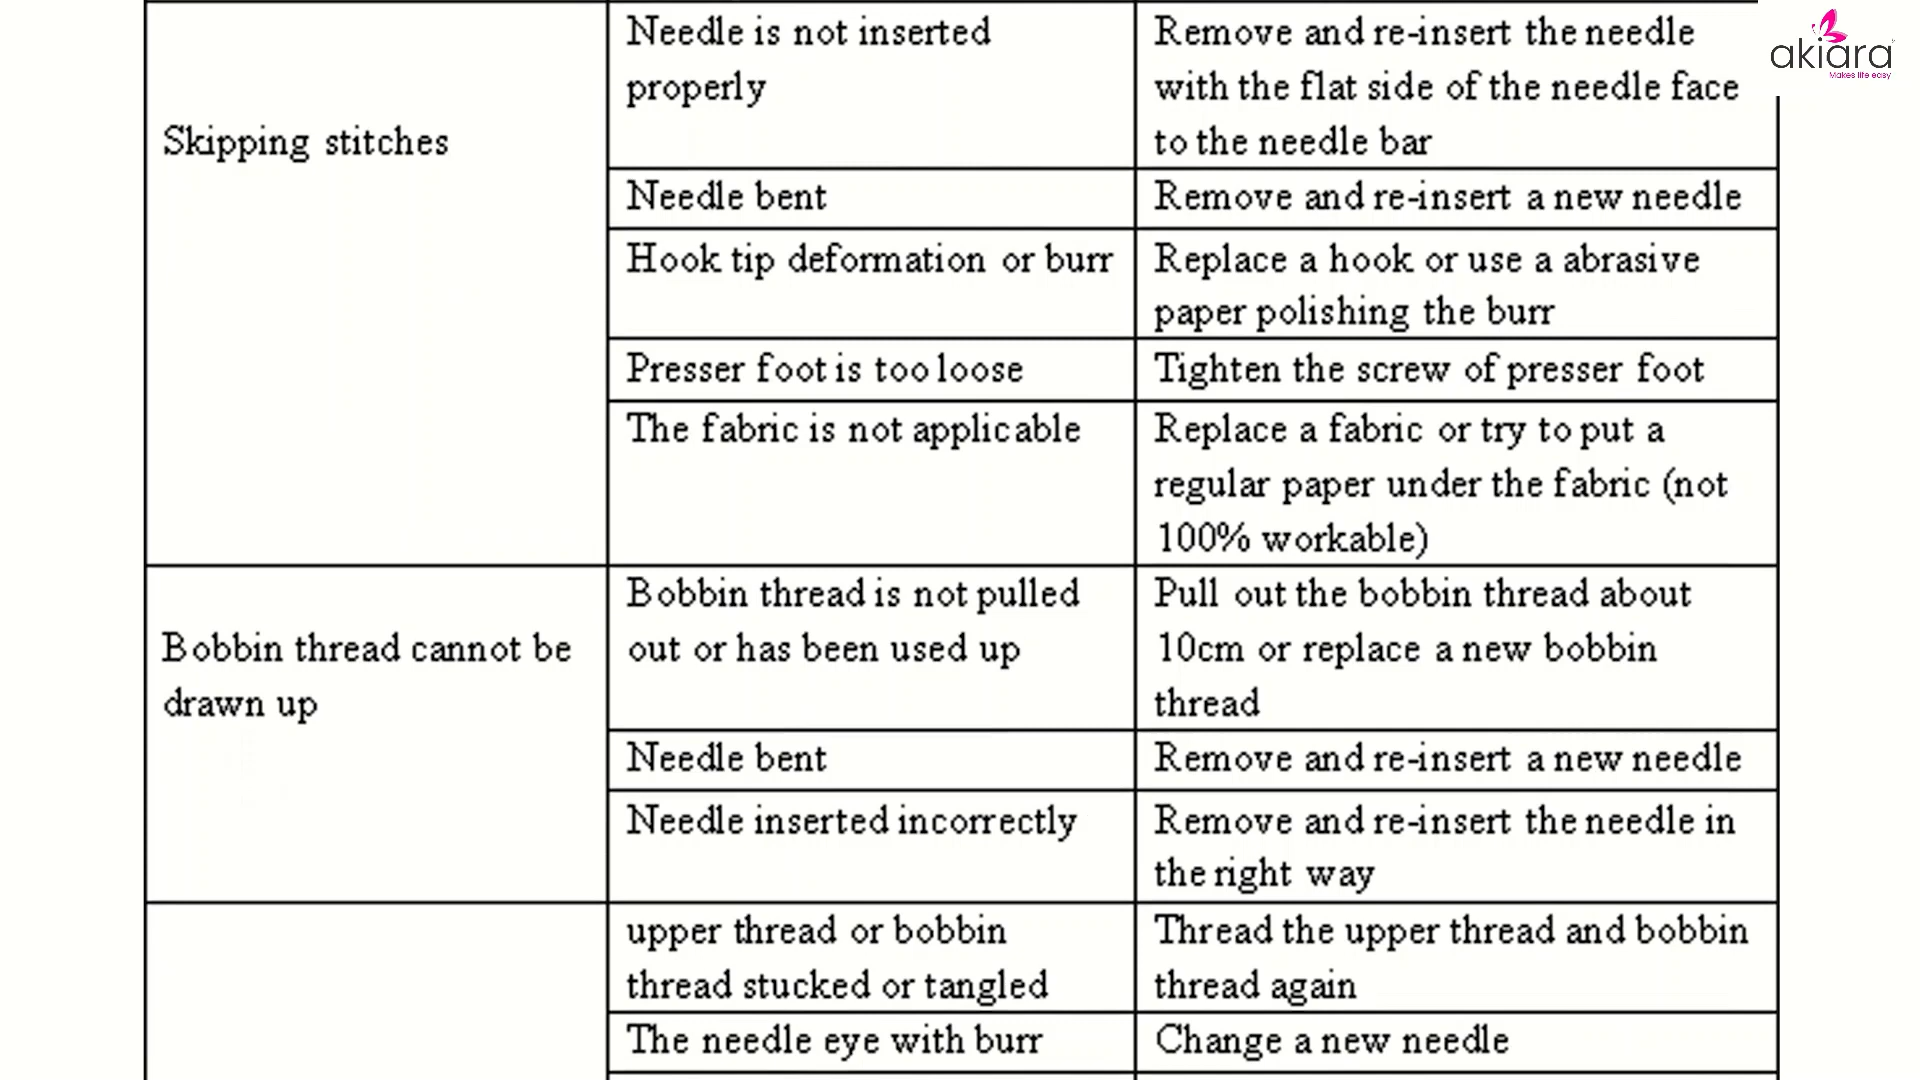 akiara
Makes life easy
Skipping stitches
Needle is not inserted
properly
Remove and re-insert the needle
with the flat side of the needle face
to the needle bar
Needle bent
Remove and re-insert a new needle
Hook tip deformation or burr
Replace a hook or use a abrasive
paper polishing the burr
Presser foot is too loose
Tighten the screw of presser foot
The fabric is not applicable
Replace a fabric or try to put a
regular paper under the fabric (not
100% workable)
Bobbin thread cannot be
drawn up
Bobbin thread is not pulled
out or has been used up
Pull out the bobbin thread about
10cm or replace a new bobbin
thread
Needle bent
Remove and re-insert a new needle
Needle inserted incorrectly
Remove and re-insert the needle in
the right way
upper thread or bobbin
thread stucked or tangled
Thread the upper thread and bobbin
thread again
The needle eye with burr
Change a new needle